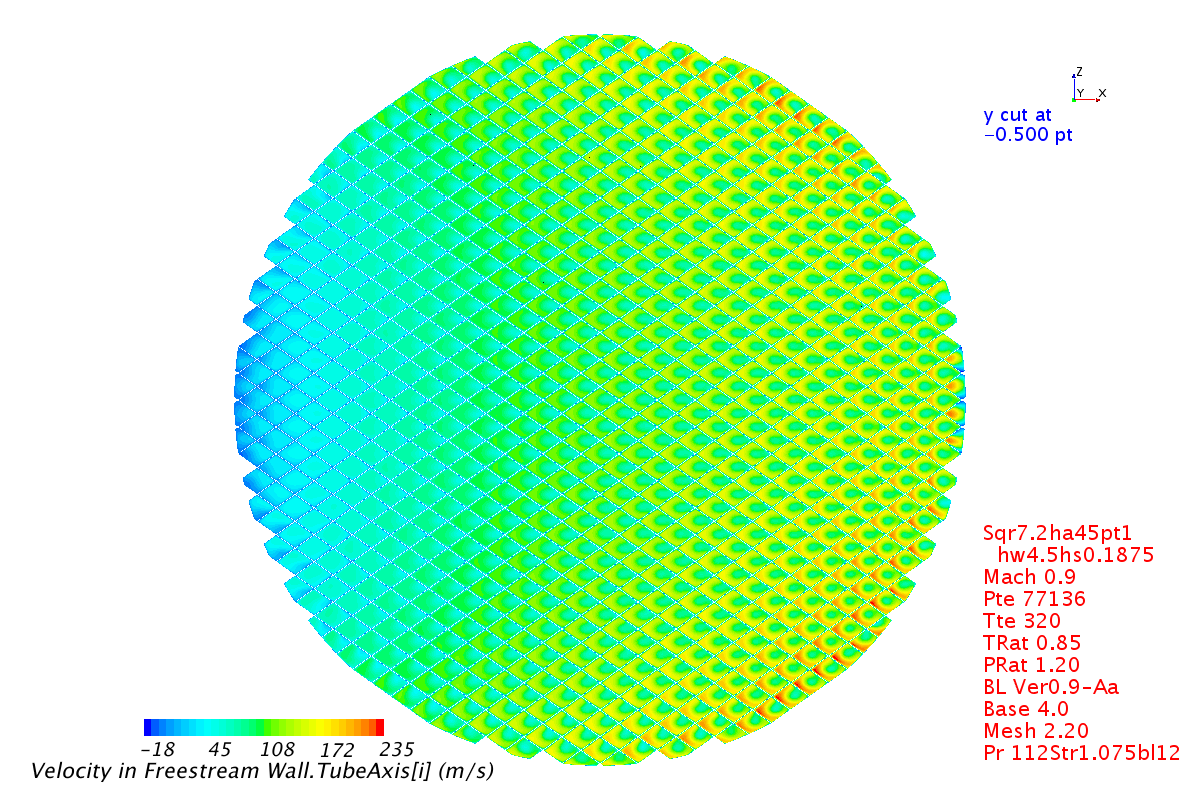 Z
Y X
y cut at
−0.500 pt
Sqr7.2ha45pt1
hw4.5hs0.1875
Mach 0.9
Pte 77136
Tte 320
TRat 0.85
PRat 1.20
BL Ver0.9−Aa
Base 4.0
Mesh 2.20
Pr 112Str1.075bl12
−18 45 108 172 235
Velocity in Freestream Wall.TubeAxis[i] (m/s)